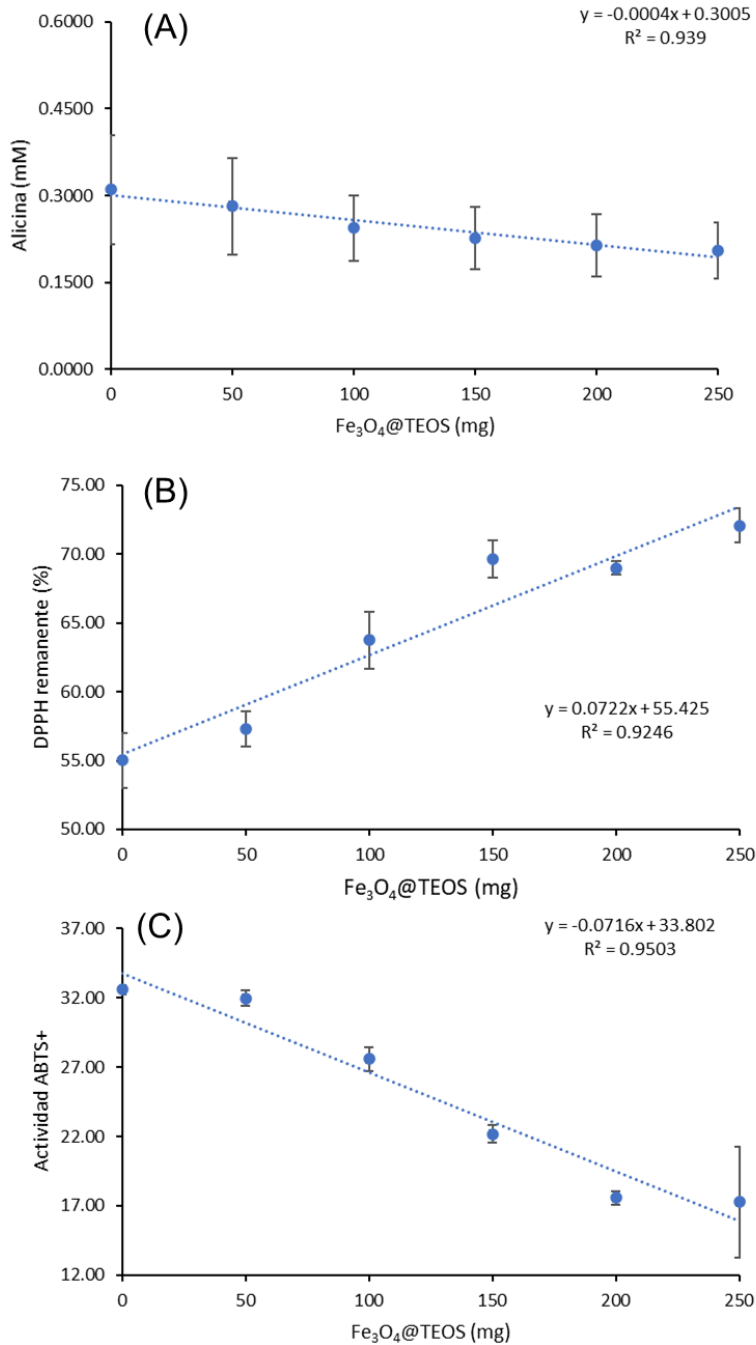 (A)
y = -0.0004x + 0.3005
R² = 0.939
Alicina (mM)
0.6000
0.4500
0.3000
0.1500
0.0000
0 50 100 150 200 250
Fe₃O₄@TEOS (mg)
(B)
DPPH remanente (%)
75.00
70.00
65.00
60.00
55.00
50.00
y = 0.0722x + 55.425
R² = 0.9246
0 50 100 150 200 250
Fe₃O₄@TEOS (mg)
(C)
y = -0.0716x + 33.802
R² = 0.9503
Actividad ABTS+
37.00
32.00
27.00
22.00
17.00
12.00
0 50 100 150 200 250
Fe₃O₄@TEOS (mg)